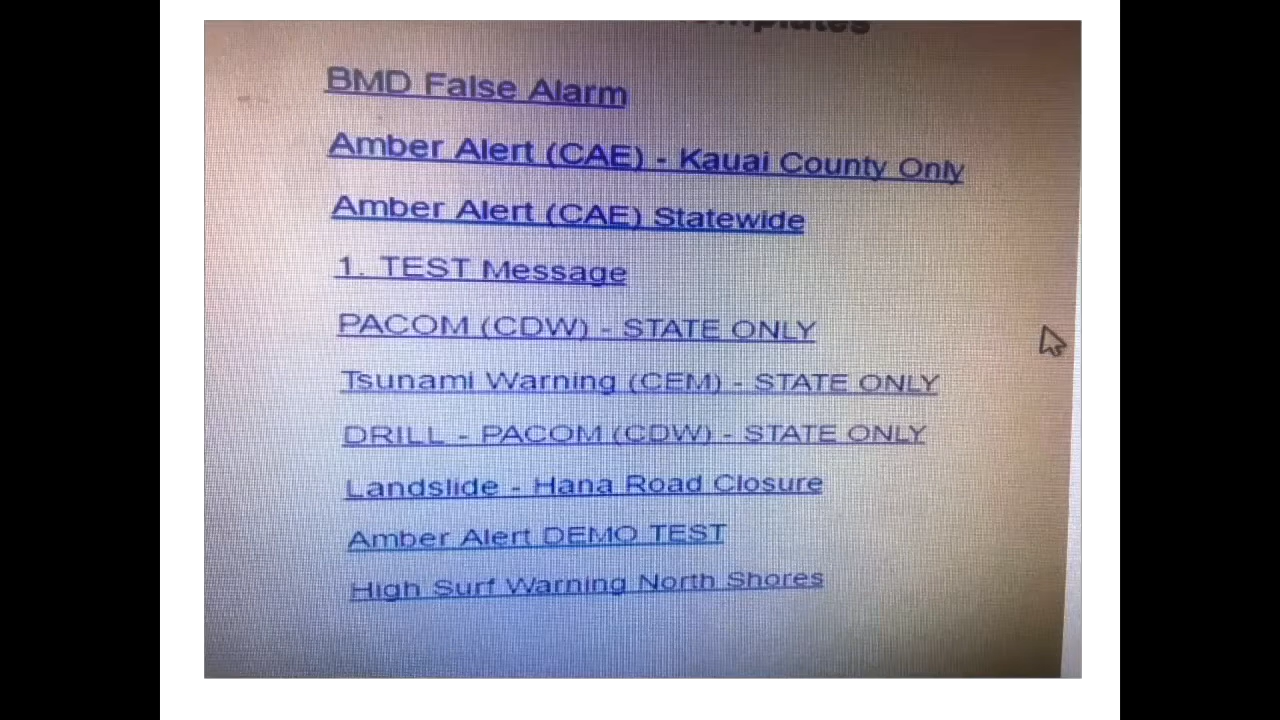 BMD False Alarm
Amber Alert (CAE) - Kauai County Only
Amber Alert (CAE) Statewide
1. TEST Message
PACOM (CDW) - STATE ONLY
Tsunami Warning (CEM) - STATE ONLY
DRILL - PACOM (CDW) - STATE ONLY
Landslide - Hana Road Closure
Amber Alert DEMO TEST
High Surf Warning North Shores